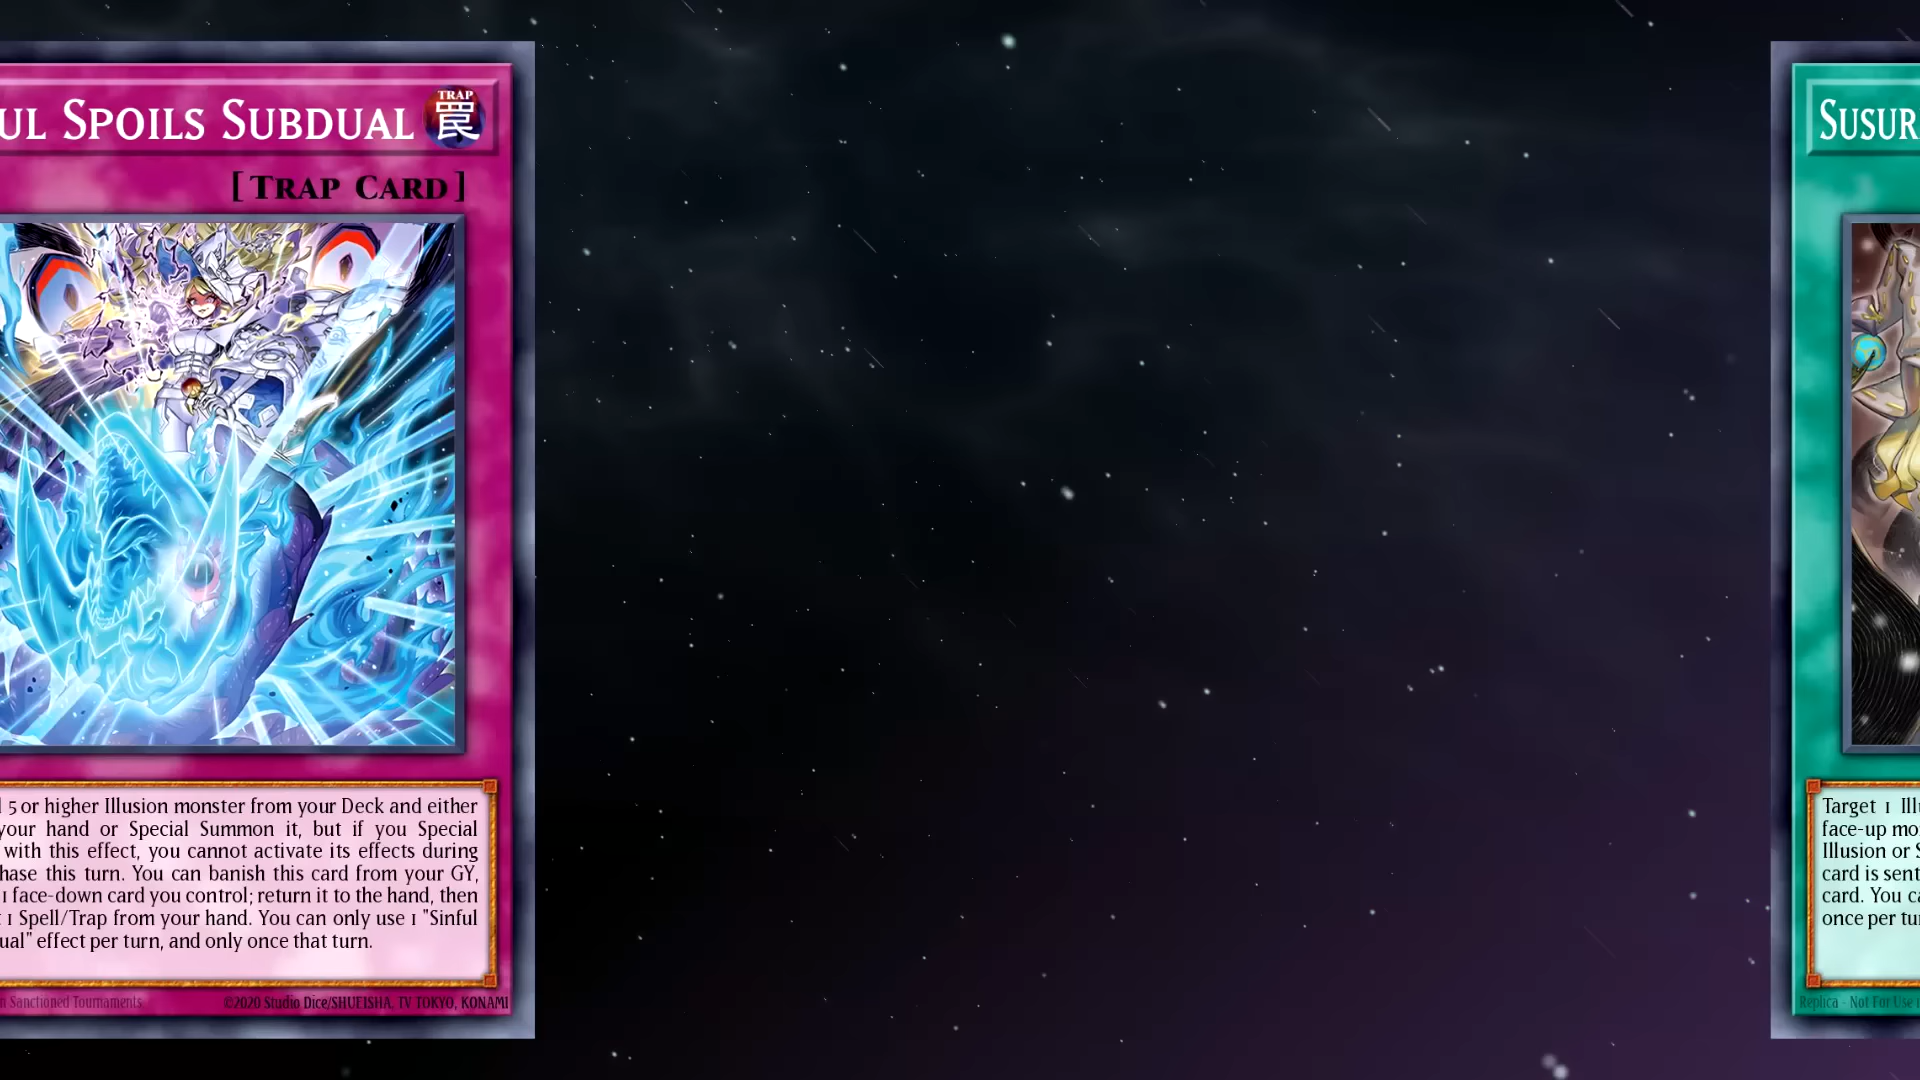 UL SPOILS SUBDUAL
TRAP
罠
[TRAP CARD]
5 or higher Illusion monster from your Deck and either
your hand or Special Summon it, but if you Special
with this effect, you cannot activate its effects during
hase this turn. You can banish this card from your GY,
1 face-down card you control; return it to the hand, then
1 Spell/Trap from your hand. You can only use 1 "Sinful
ual" effect per turn, and only once that turn.
n Sanctioned Tournaments
©2020 Studio Dice/SHUEISHA, TV TOKYO, KONAMI
SUSUR
Target 1 Ill
face-up mo
Illusion or S
card is sent
card. You ca
once per tu
Replica - Not For Use